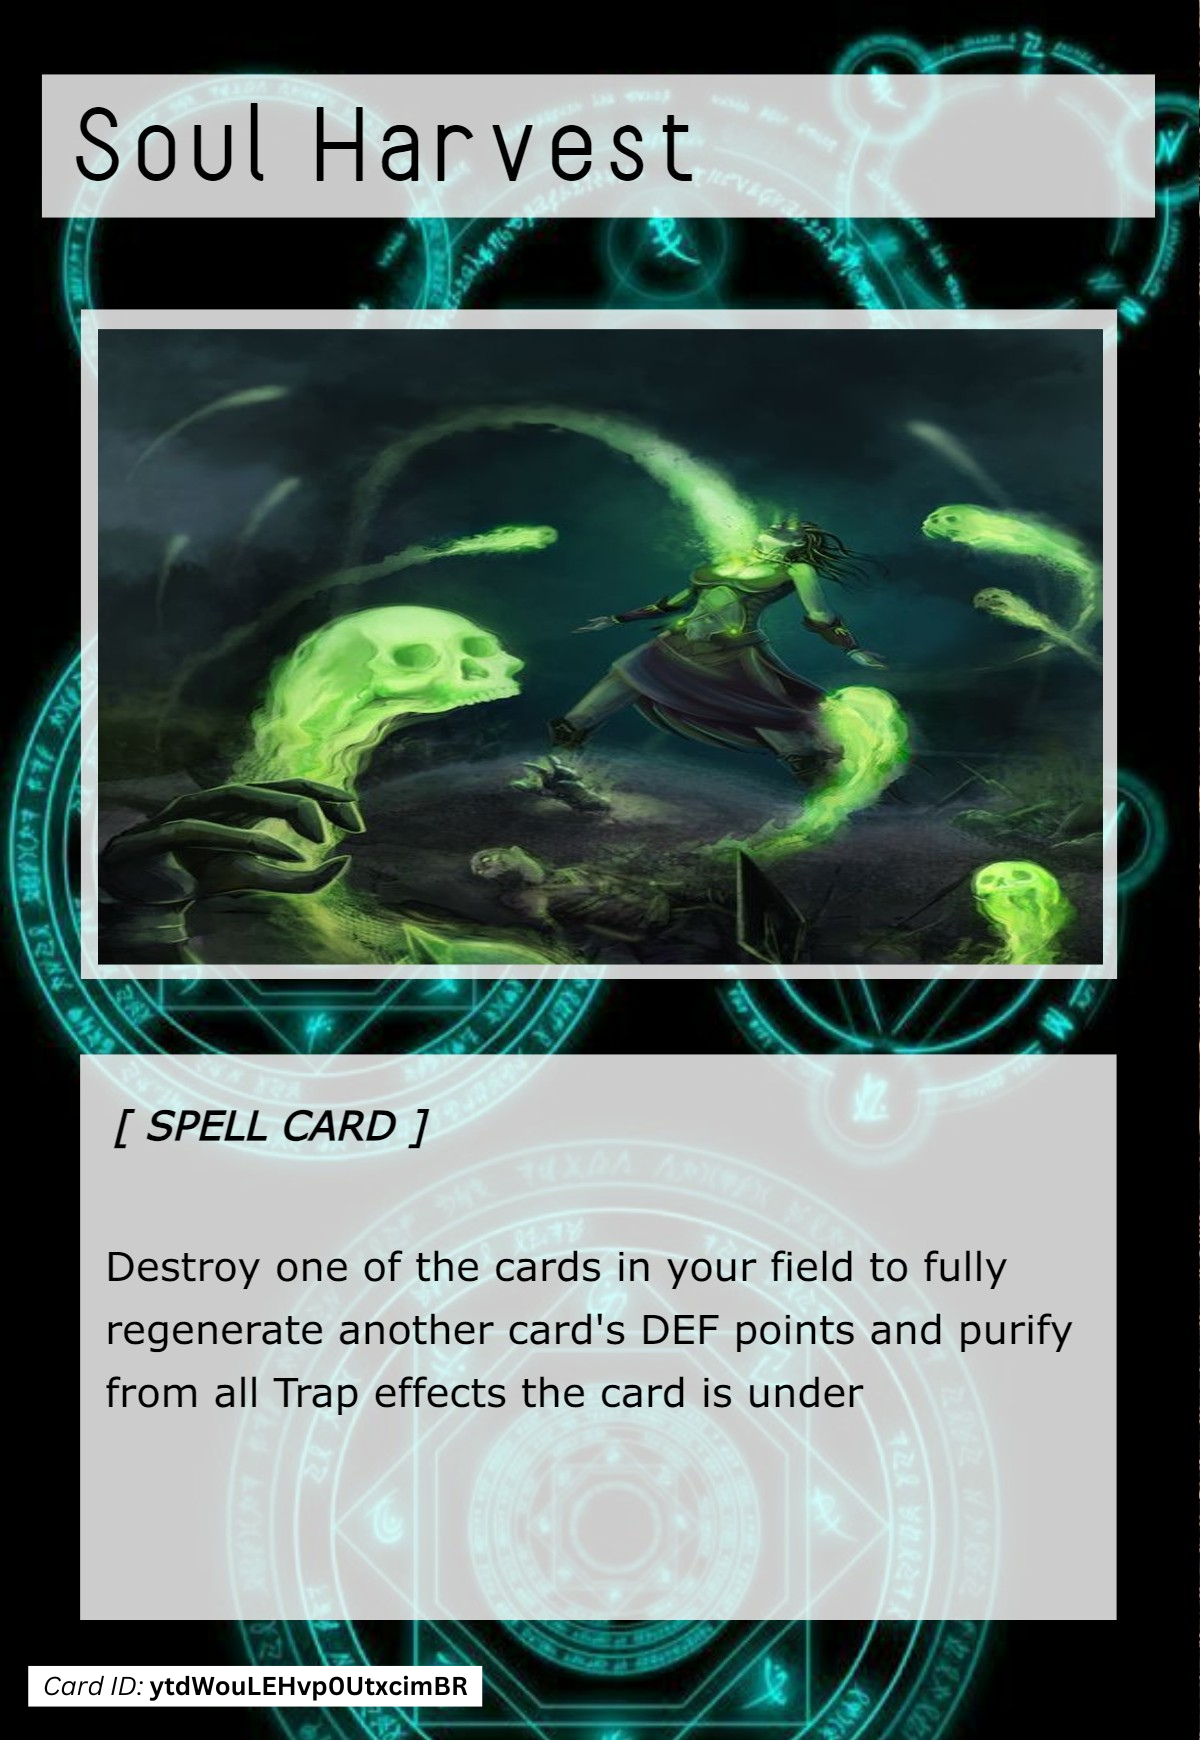 Soul Harvest
[ SPELL CARD ]
Destroy one of the cards in your field to fully
regenerate another card's DEF points and purify
from all Trap effects the card is under
Card ID: ytdWouLEHvp0UtxcimBR